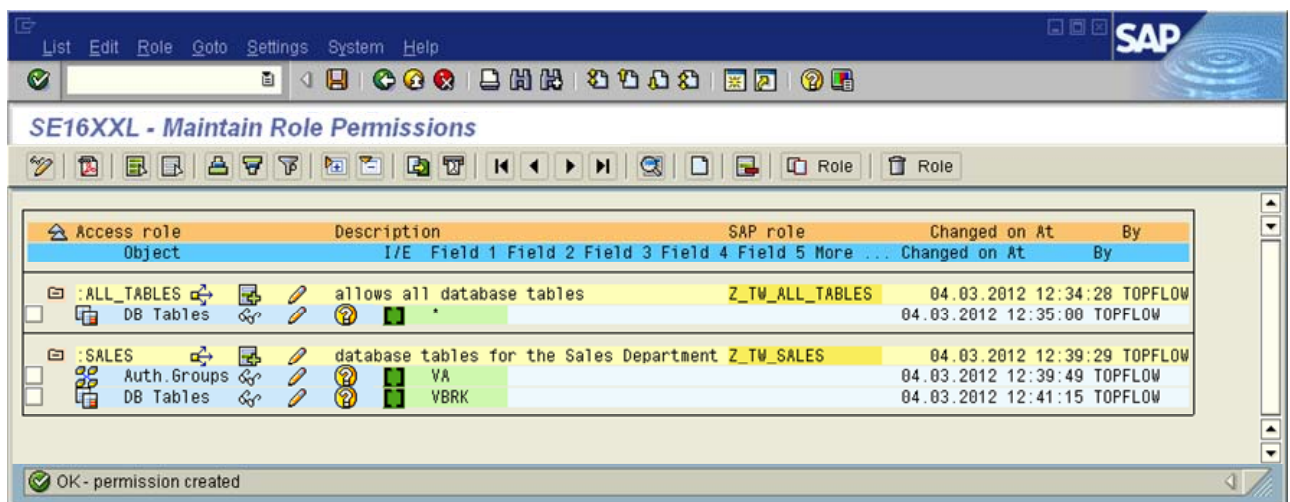 List Edit Role Goto Settings System Help
SAP
SE16XXL - Maintain Role Permissions
Role Role
Access role Description SAP role Changed on At By
Object I/E Field 1 Field 2 Field 3 Field 4 Field 5 More ... Changed on At By
:ALL_TABLES allows all database tables Z_TW_ALL_TABLES 04.03.2012 12:34:28 TOPFLOW
DB Tables * 04.03.2012 12:35:00 TOPFLOW
:SALES database tables for the Sales Department Z_TW_SALES 04.03.2012 12:39:29 TOPFLOW
Auth.Groups VA 04.03.2012 12:39:49 TOPFLOW
DB Tables VBRK 04.03.2012 12:41:15 TOPFLOW
OK - permission created